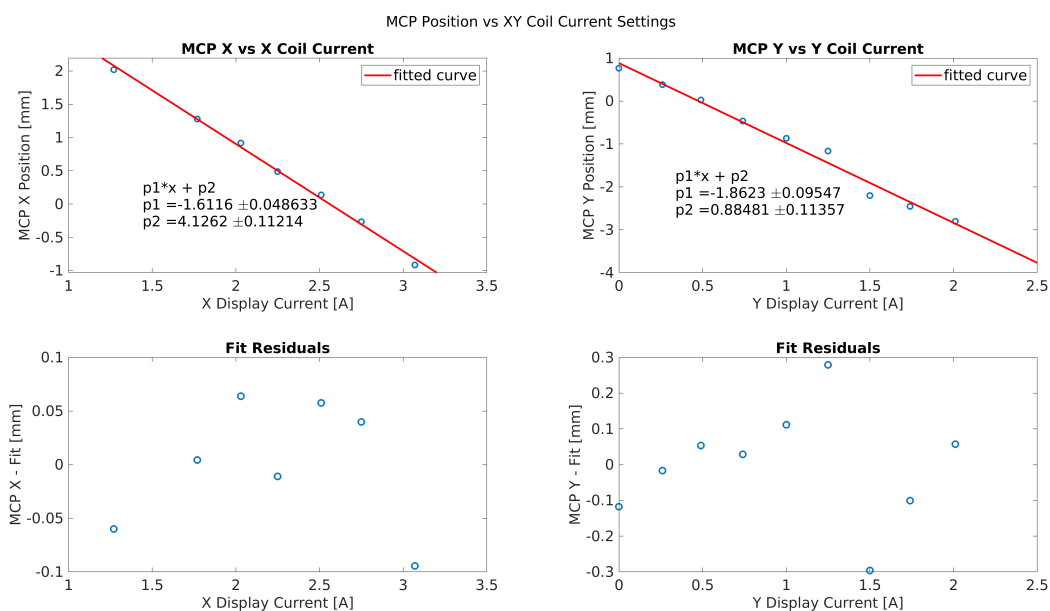 MCP Position vs XY Coil Current Settings
MCP X vs X Coil Current
2
1.5
1
0.5
0
-0.5
-1
MCP X Position [mm]
fitted curve
p1*x + p2
p1 =-1.6116 ±0.048633
p2 =4.1262 ±0.11214
1 1.5 2 2.5 3 3.5
X Display Current [A]
MCP Y vs Y Coil Current
1
0
-1
-2
-3
-4
MCP Y Position [mm]
fitted curve
p1*x + p2
p1 =-1.8623 ±0.09547
p2 =0.88481 ±0.11357
0 0.5 1 1.5 2 2.5
Y Display Current [A]
Fit Residuals
0.1
0.05
0
-0.05
-0.1
MCP X - Fit [mm]
1 1.5 2 2.5 3 3.5
X Display Current [A]
Fit Residuals
0.3
0.2
0.1
0
-0.1
-0.2
-0.3
MCP Y - Fit [mm]
0 0.5 1 1.5 2 2.5
Y Display Current [A]